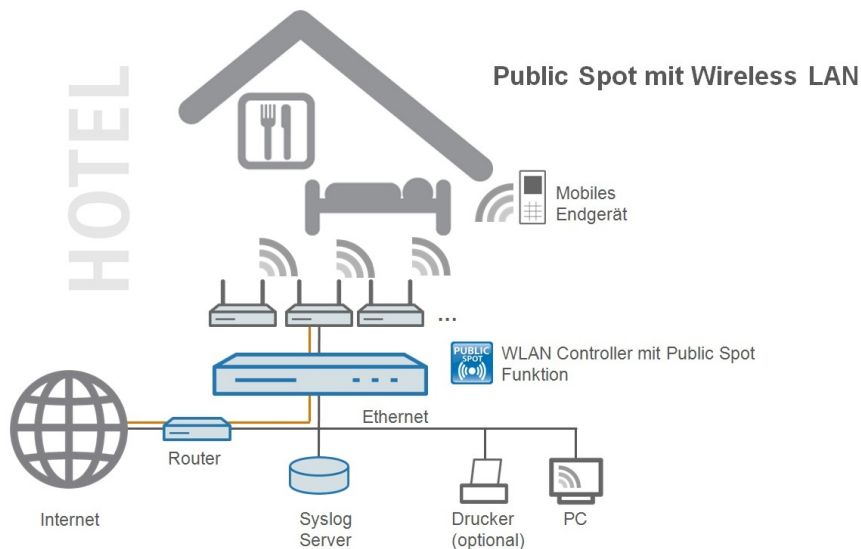 HOTEL
Public Spot mit Wireless LAN
Mobiles
Endgerät
...
PUBLIC
SPOT
WLAN Controller mit Public Spot
Funktion
Ethernet
Router
Internet
Syslog
Server
Drucker
(optional)
PC